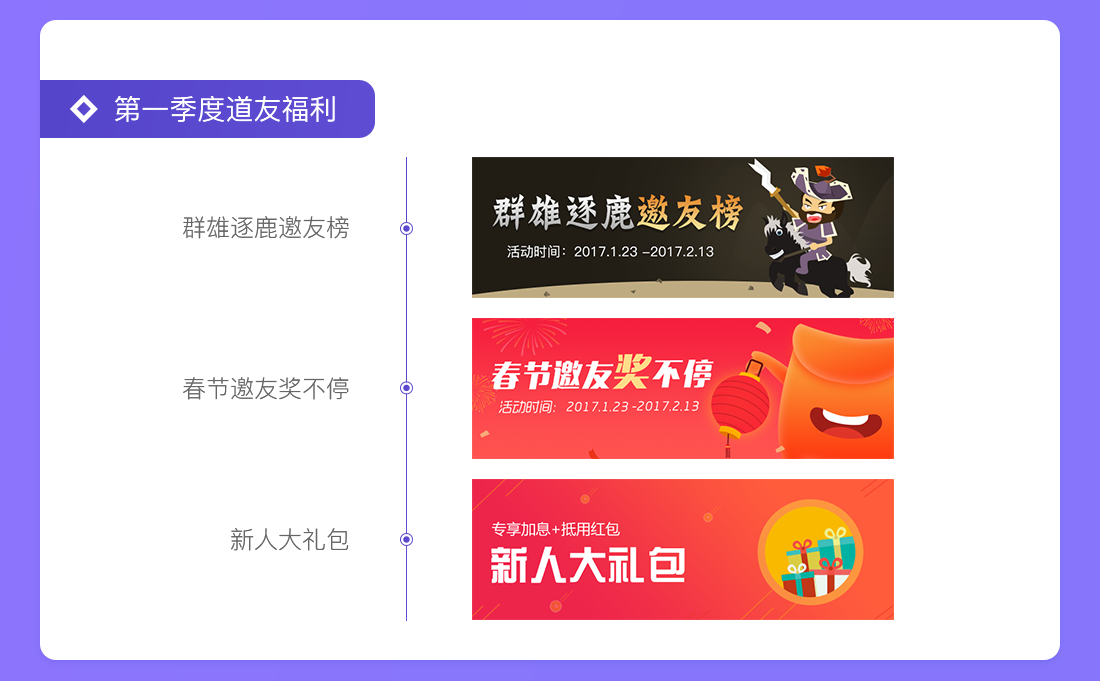 第一季度道友福利
群雄逐鹿邀友榜
群雄逐鹿邀友榜
活动时间：2017.1.23 –2017.2.13
春节邀友奖不停
春节邀友奖不停
活动时间：2017.1.23 -2017.2.13
新人大礼包
专享加息+抵用红包
新人大礼包